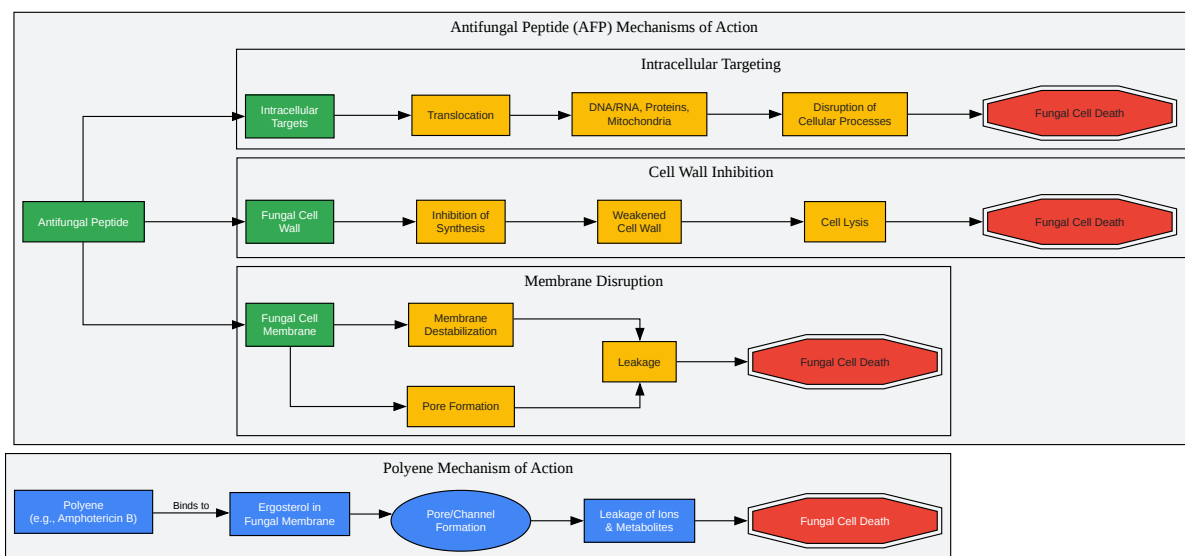 Antifungal Peptide (AFP) Mechanisms of Action
Intracellular Targeting
Intracellular
Targets
Translocation
DNA/RNA, Proteins,
Mitochondria
Disruption of
Cellular Processes
Fungal Cell Death
Cell Wall Inhibition
Antifungal Peptide
Fungal Cell
Wall
Inhibition of
Synthesis
Weakened
Cell Wall
Cell Lysis
Fungal Cell Death
Membrane Disruption
Fungal Cell
Membrane
Membrane
Destabilization
Leakage
Fungal Cell Death
Pore Formation
Polyene Mechanism of Action
Polyene
(e.g., Amphotericin B)
Binds to
Ergosterol in
Fungal Membrane
Pore/Channel
Formation
Leakage of Ions
& Metabolites
Fungal Cell Death